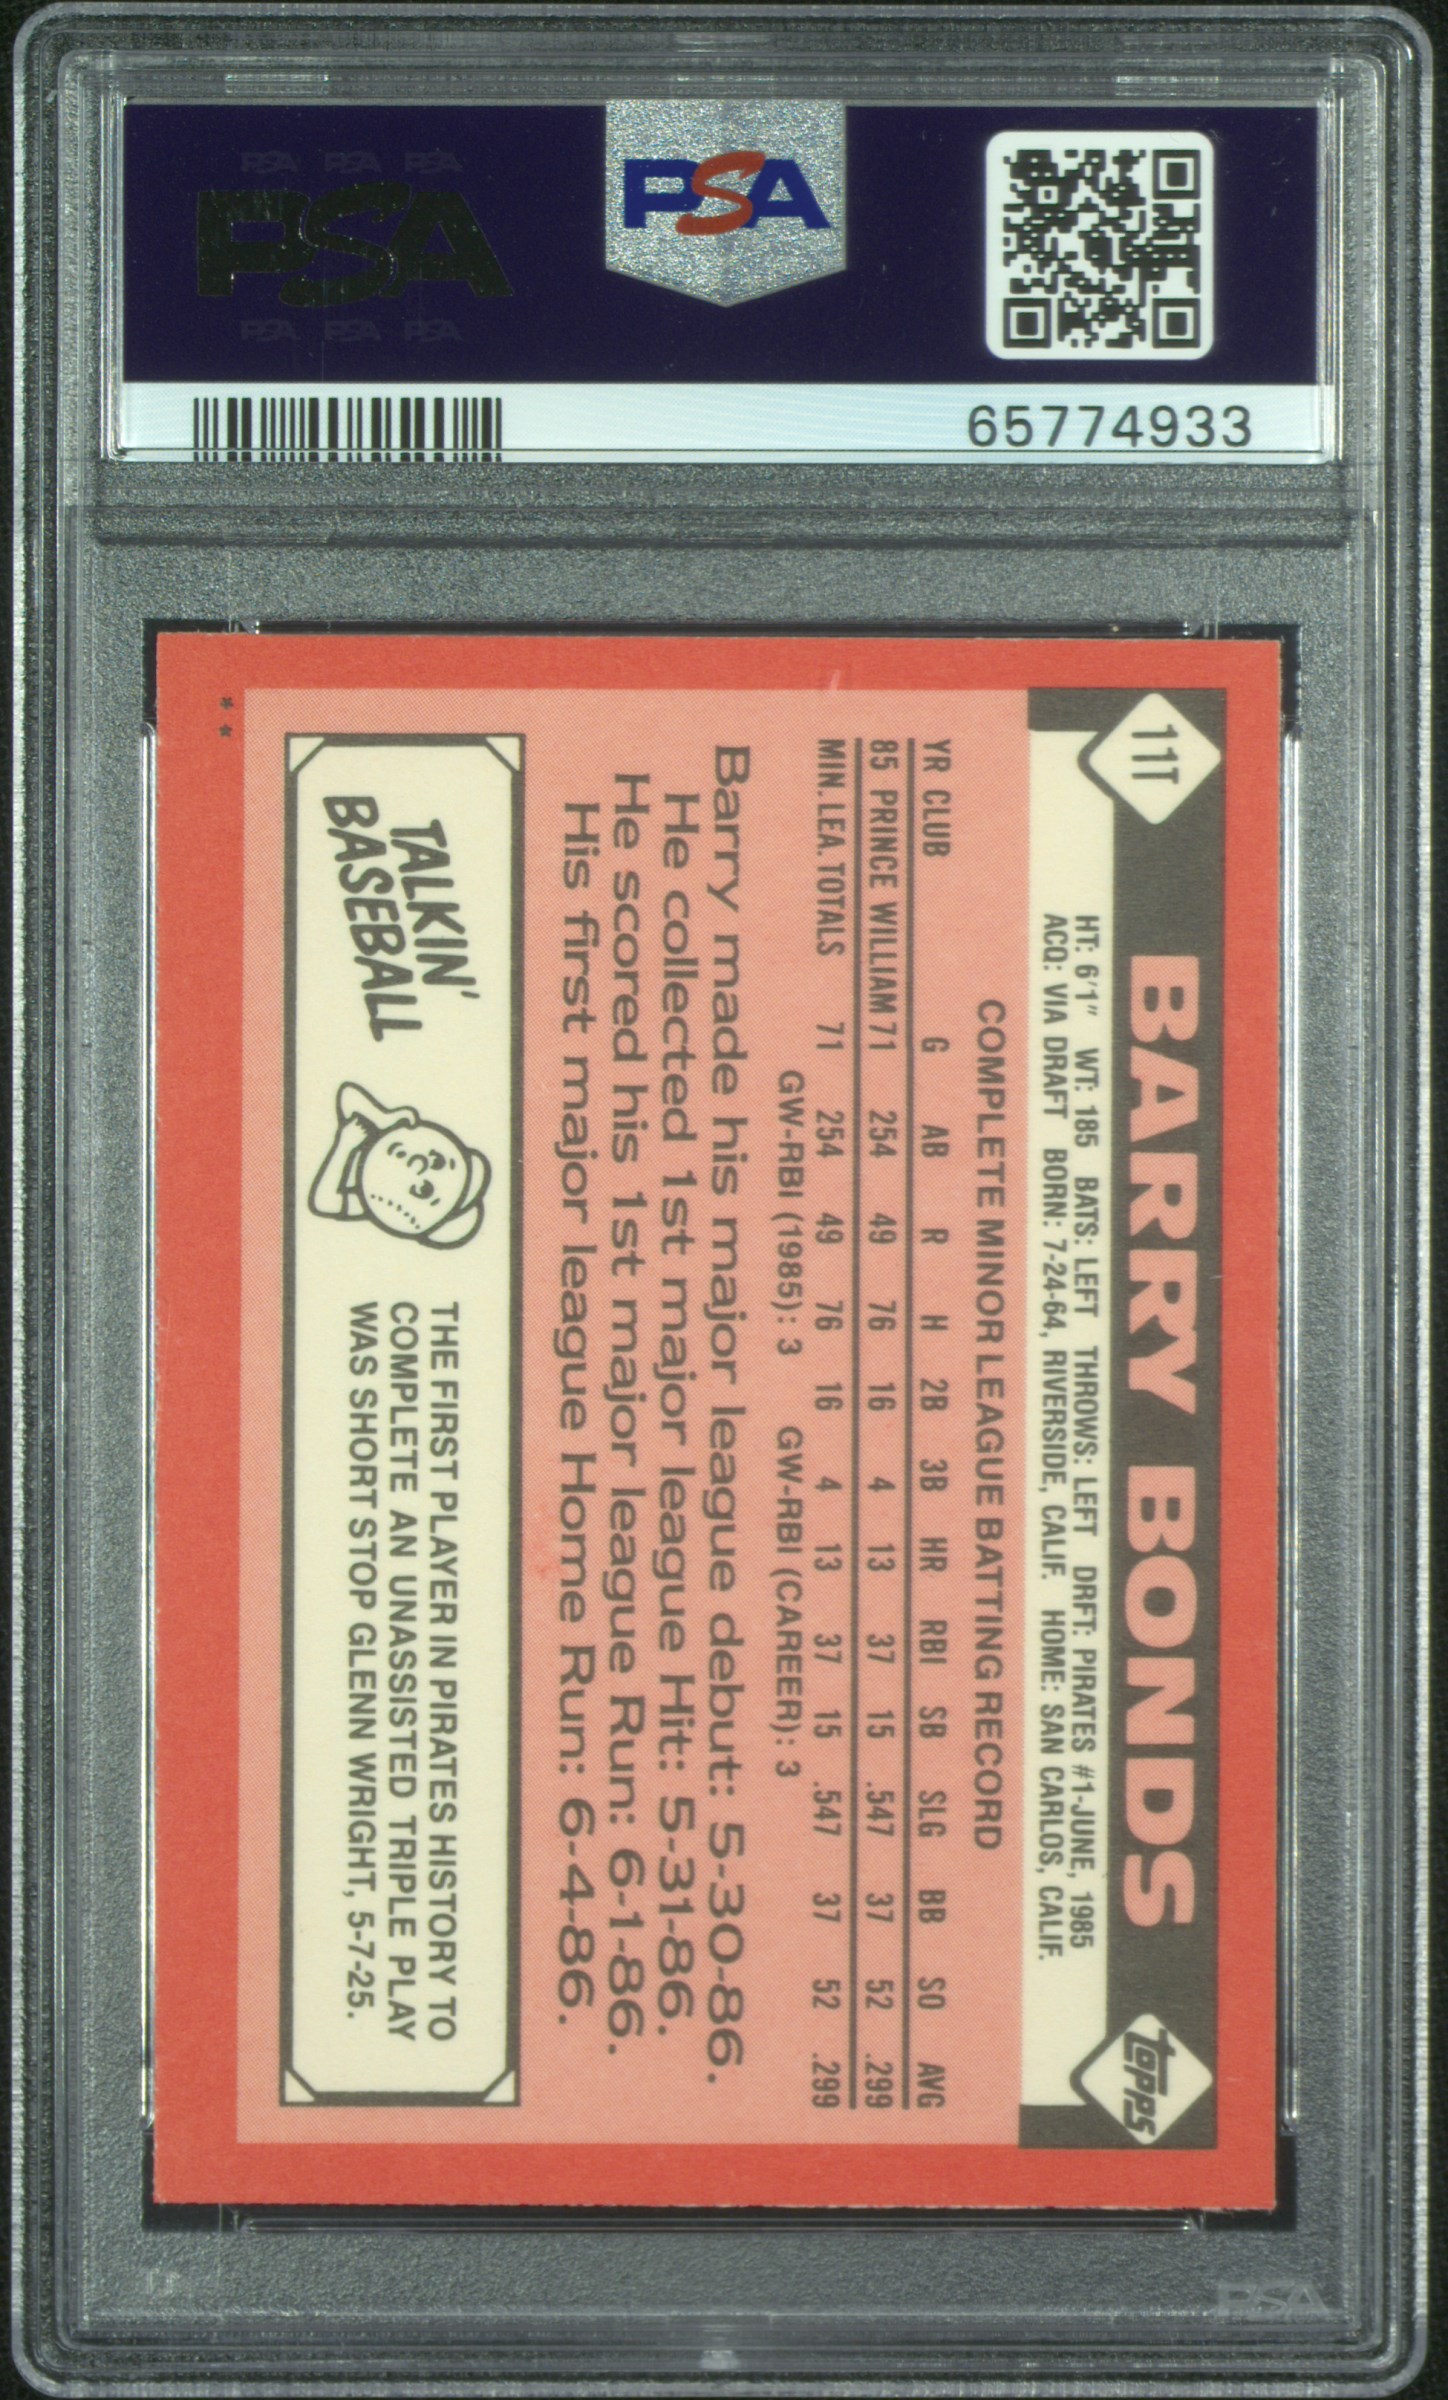 PSA PSA PSA
PSA
PSA PSA PSA
PSA
65774933
11T
BARRY BONDS
topps
HT: 6'1" WT: 185 BATS: LEFT THROWS: LEFT DRFT: PIRATES #1-JUNE, 1985
ACQ: VIA DRAFT BORN: 7-24-64, RIVERSIDE, CALIF. HOME: SAN CARLOS, CALIF.
COMPLETE MINOR LEAGUE BATTING RECORD
YR CLUB G AB R H 2B 3B HR RBI SB SLG BB SO AVG
85 PRINCE WILLIAM 71 254 49 76 16 4 13 37 15 .547 37 52 .299
MIN. LEA. TOTALS 71 254 49 76 16 4 13 37 15 .547 37 52 .299
GW-RBI (1985): 3 GW-RBI (CAREER): 3
Barry made his major league debut: 5-30-86.
He collected 1st major league Hit: 5-31-86.
He scored his 1st major league Run: 6-1-86.
His first major league Home Run: 6-4-86.
TALKIN'
BASEBALL
THE FIRST PLAYER IN PIRATES HISTORY TO
COMPLETE AN UNASSISTED TRIPLE PLAY
WAS SHORT STOP GLENN WRIGHT, 5-7-25.
**
PSA